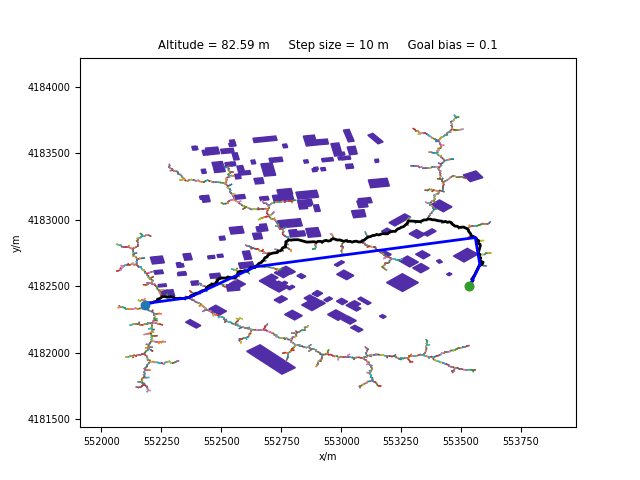 Altitude = 82.59 m Step size = 10 m Goal bias = 0.1
4184000
4183500
4183000
4182500
4182000
4181500
y/m
552000 552250 552500 552750 553000 553250 553500 553750
x/m